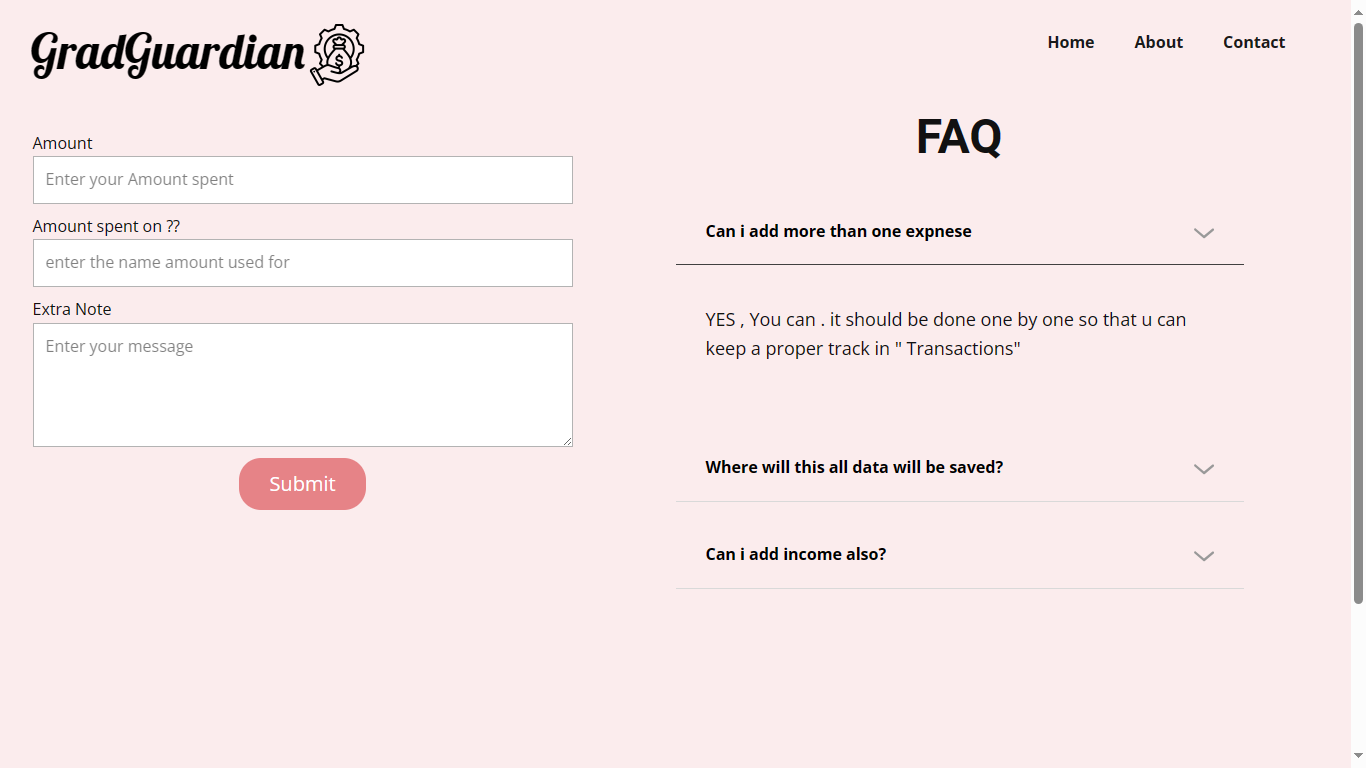 GradGuardian
Home About Contact
Amount
Enter your Amount spent
Amount spent on ??
enter the name amount used for
Extra Note
Enter your message
Submit
FAQ
Can i add more than one expnese
YES , You can . it should be done one by one so that u can
keep a proper track in " Transactions"
Where will this all data will be saved?
Can i add income also?